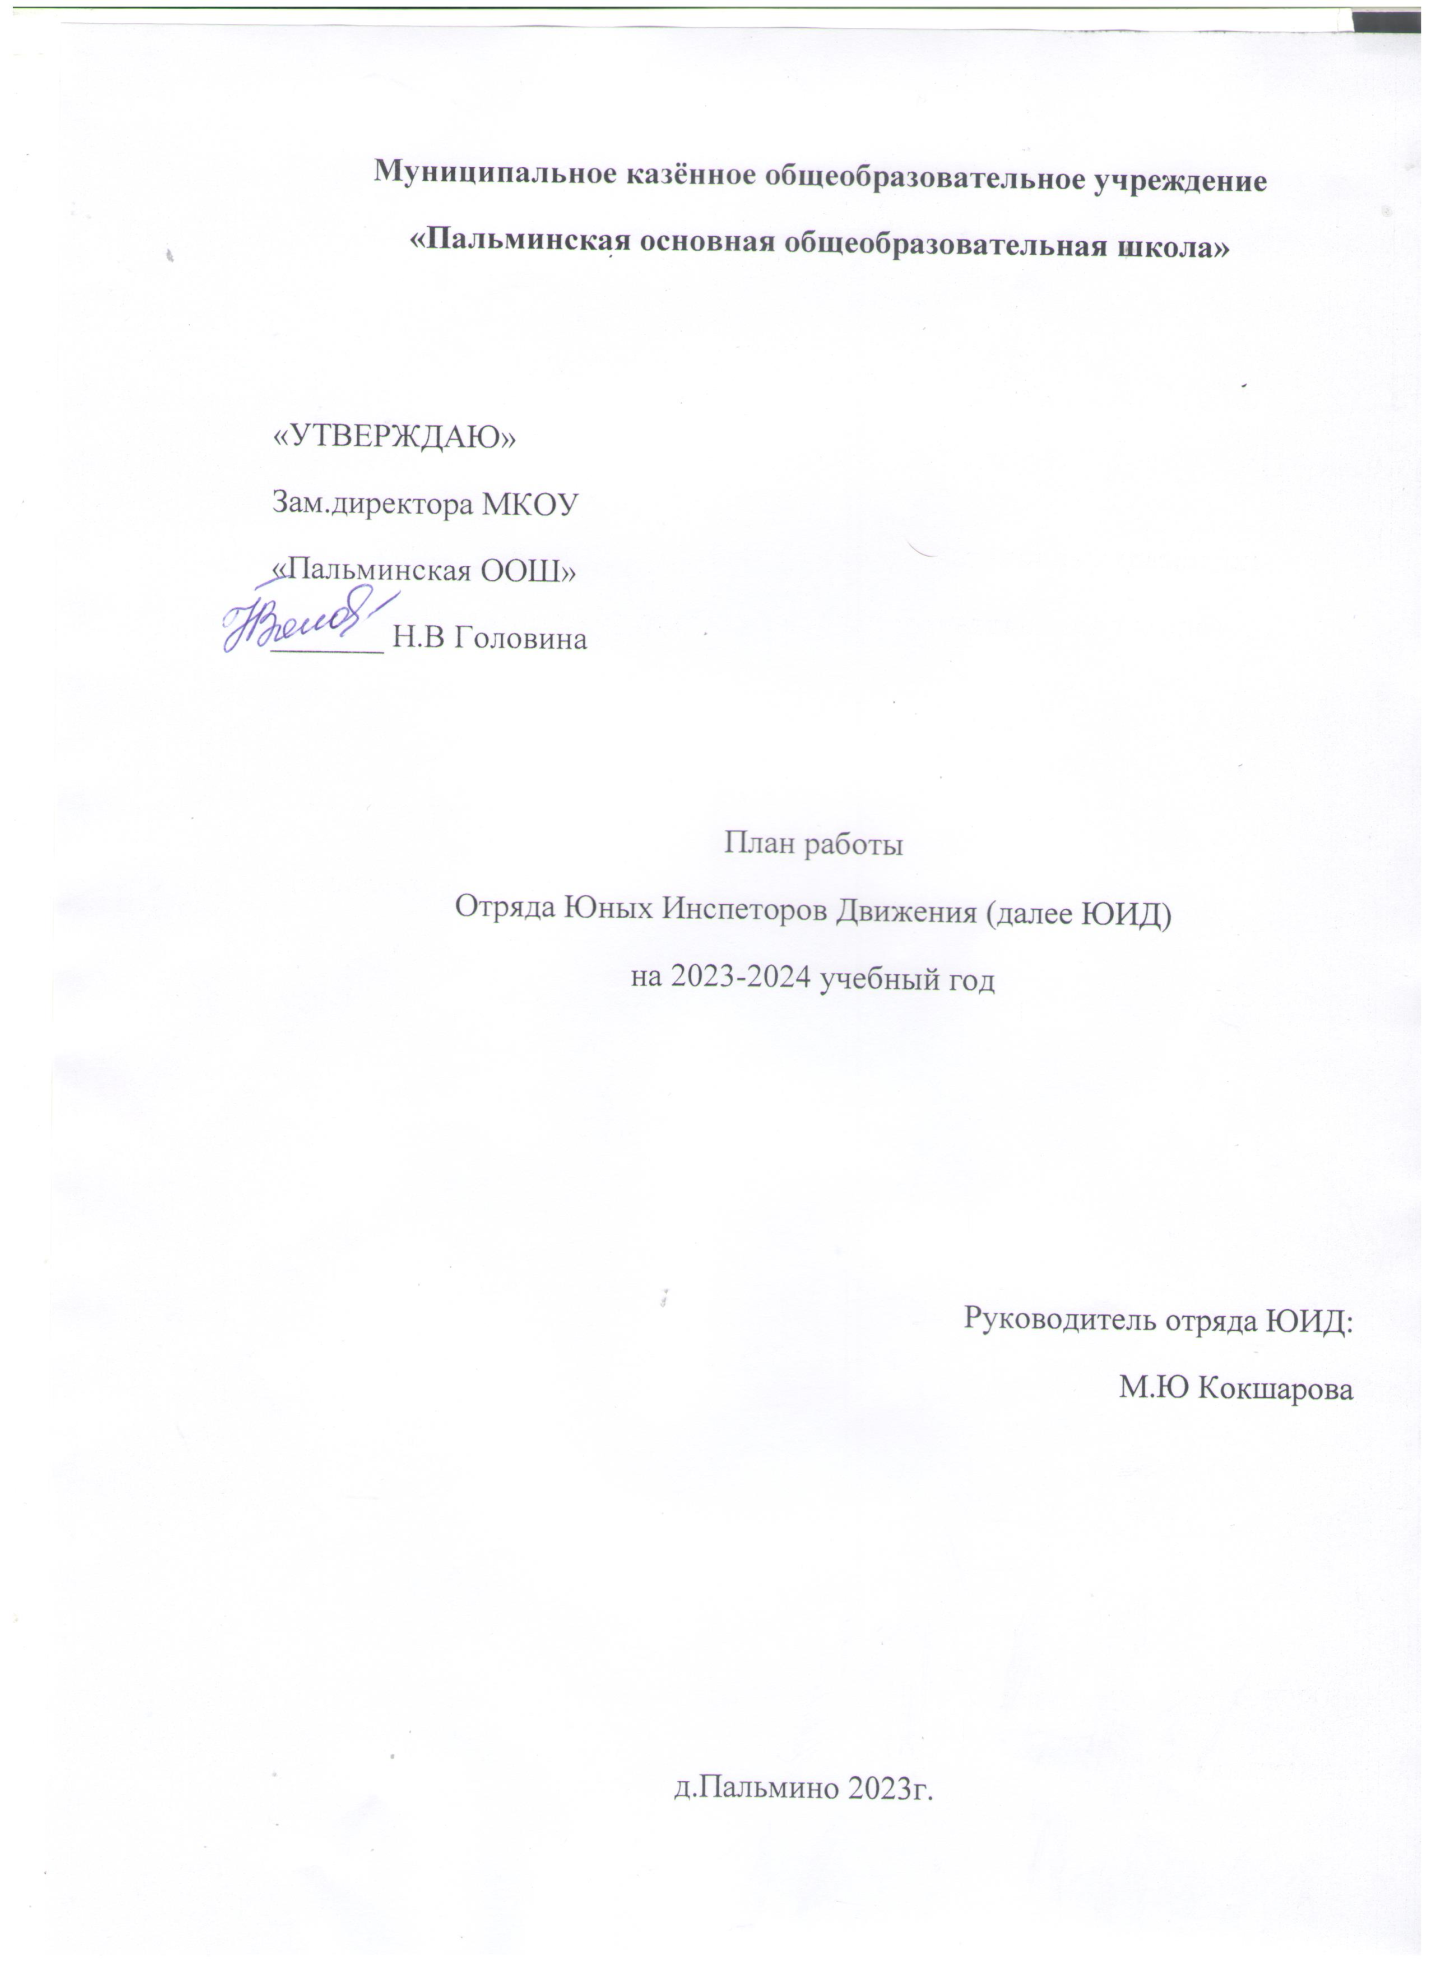 Муниципальное казённое общеобразовательное учреждение
«Пальминская основная общеобразовательная школа»
«УТВЕРЖДАЮ»
Зам.директора МКОУ
«Пальминская ООШ»
_______ Н.В Головина
План работы
Отряда Юных Инспеторов Движения (далее ЮИД)
на 2023-2024 учебный год
Руководитель отряда ЮИД:
М.Ю Кокшарова
д.Пальмино 2023г.